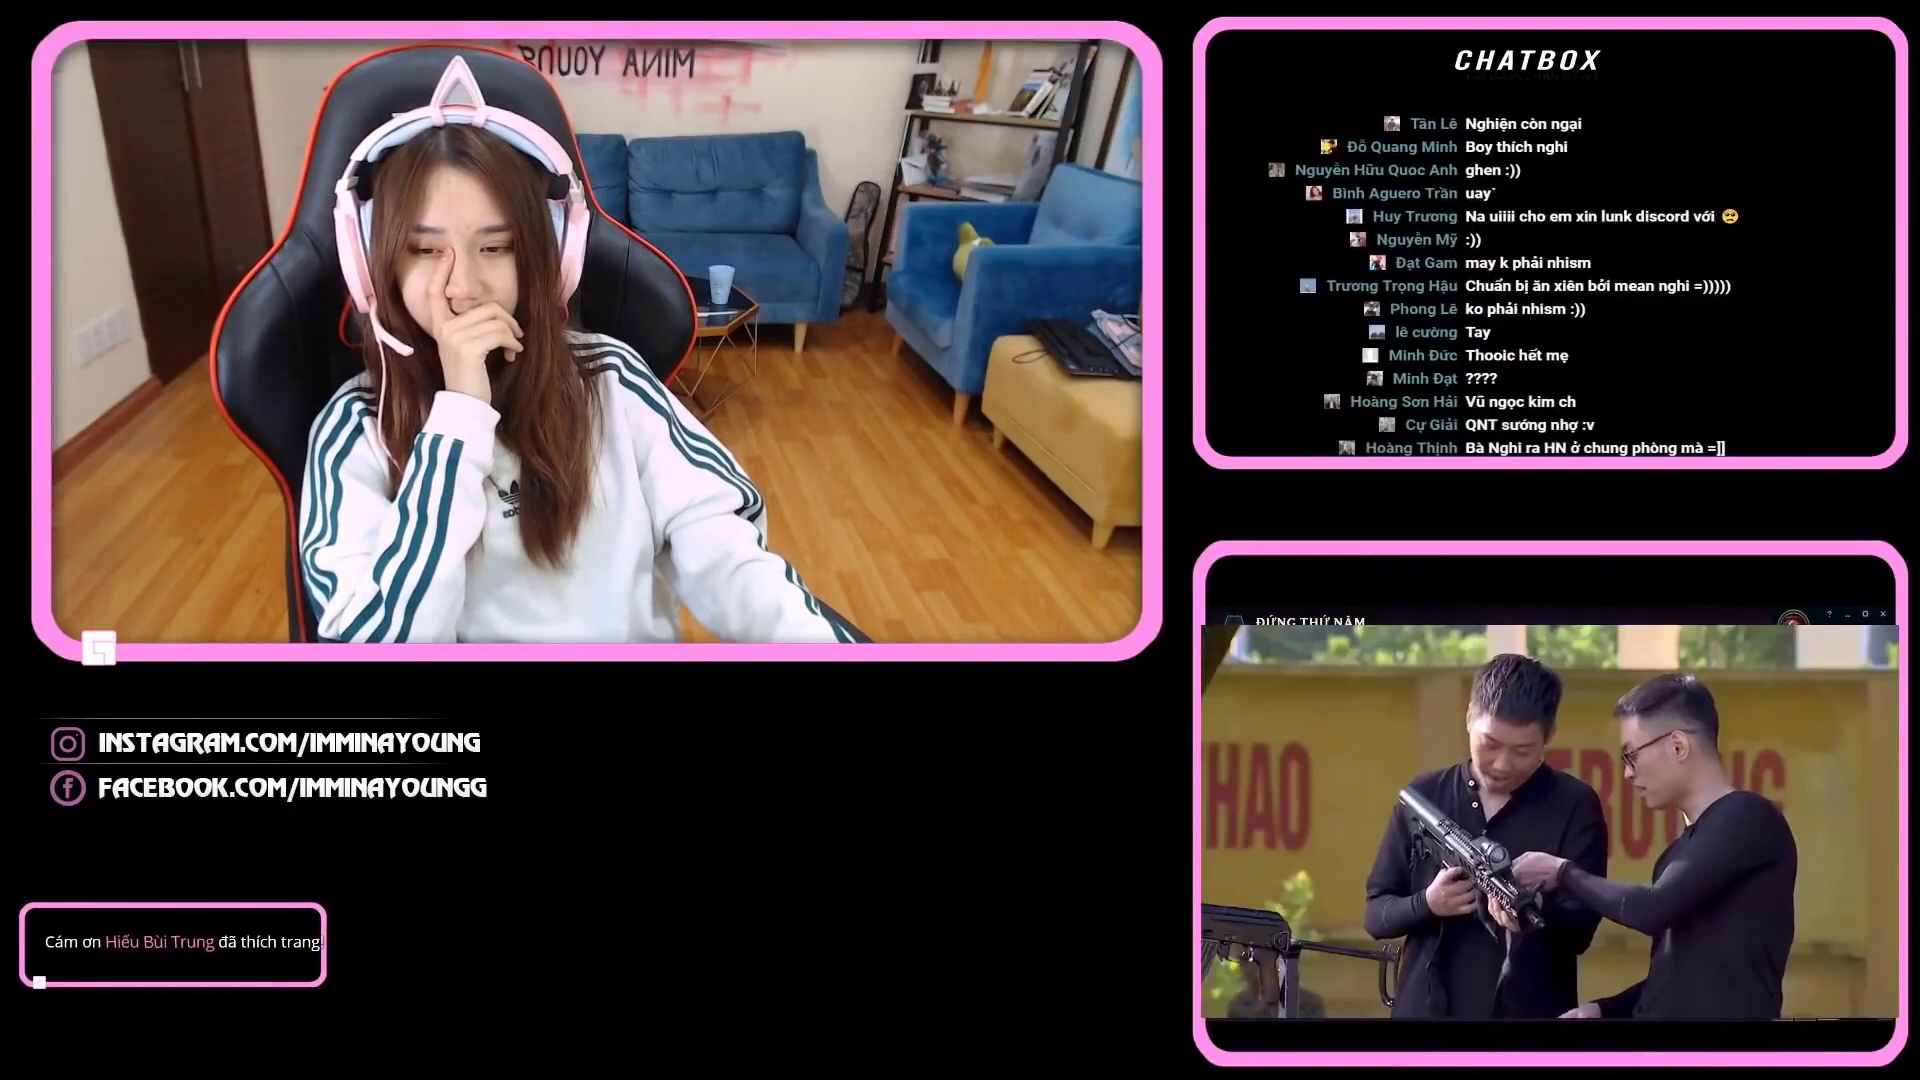 MINA YOUNG
CHATBOX
Tân Lê Nghiện còn ngại
Đỗ Quang Minh Boy thích nghi
Nguyễn Hữu Quoc Anh ghen :))
Bình Aguero Trần uay`
Huy Trương Na uiiii cho em xin lunk discord với 🥺
Nguyễn Mỹ :))
Đạt Gam may k phải nhism
Trương Trọng Hậu Chuẩn bị ăn xiên bởi mean nghi =)))))
Phong Lê ko phải nhism :))
lê cường Tay
Minh Đức Thooic hết mẹ
Minh Đạt ????
Hoàng Sơn Hải Vũ ngọc kim ch
Cự Giải QNT sướng nhợ :v
Hoàng Thịnh Bà Nghi ra HN ở chung phòng mà =]]
ĐỨNG THỨ NĂM
HAO TRƯỜNG
INSTAGRAM.COM/IMMINAYOUNG
FACEBOOK.COM/IMMINAYOUNGG
Cám ơn Hiếu Bùi Trung đã thích trang!